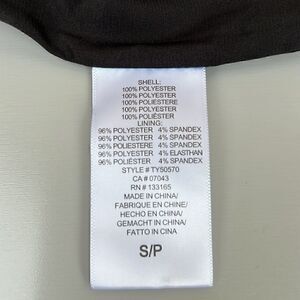 SHELL:
100% POLYESTER
100% POLYESTER
100% POLIESTERE
100% POLYESTER
100% POLIÉSTER
LINING:
96% POLYESTER 4% SPANDEX
96% POLYESTER 4% SPANDEX
96% POLIESTERE 4% SPANDEX
96% POLYESTER 4% ELASTHAN
96% POLIÉSTER 4% SPANDEX
STYLE # TY50570
CA # 07043
RN # 133165
MADE IN CHINA/
FABRIQUE EN CHINE/
HECHO EN CHINA/
GEMACHT IN CHINA/
FATTO IN CINA
S/P